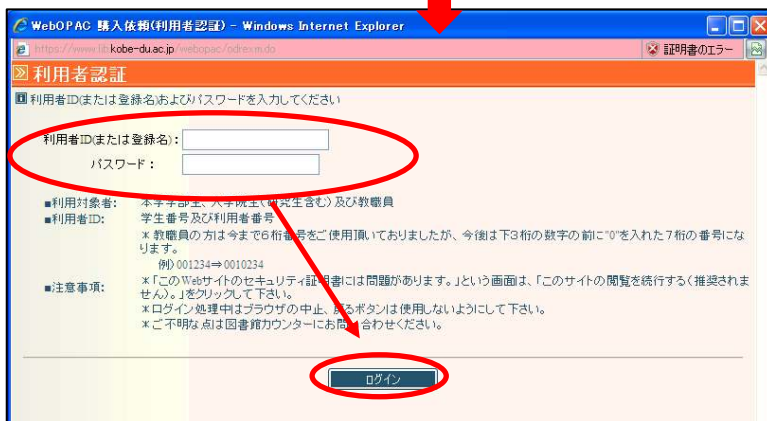 WebOPAC 購入依頼(利用者認証) - Windows Internet Explorer
https://www.lib.kobe-du.ac.jp/webopac/odrexm.do
証明書のエラー
利用者認証
利用者ID(または登録名)およびパスワードを入力してください
利用者ID(または登録名):
パスワード:
■利用対象者: 本学学部生、大学院生(研究生含む)及び教職員
■利用者ID: 学生番号及び利用者番号
*教職員の方は今まで6桁番号をご使用頂いておりましたが、今後は下3桁の数字の前に"0"を入れた7桁の番号にな
ります。
例)001234⇒0010234
■注意事項: *「このWebサイトのセキュリティ証明書には問題があります。」という画面は、「このサイトの閲覧を続行する(推奨されま
せん)。」をクリックして下さい。
*ログイン処理中はブラウザの中止、戻るボタンは使用しないようにして下さい。
*ご不明な点は図書館カウンターにお問い合わせください。
ログイン